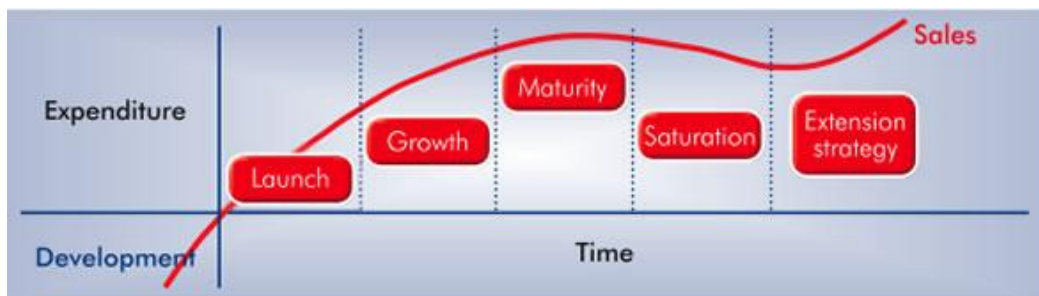 Sales
Expenditure
Launch
Growth
Maturity
Saturation
Extension
strategy
Development
Time